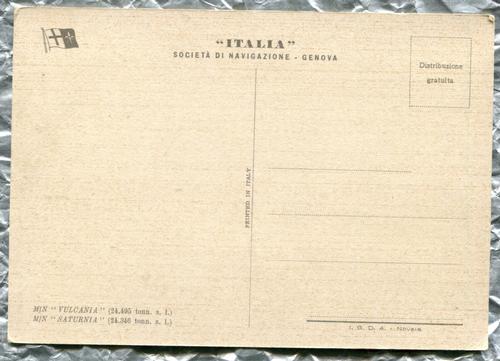 "ITALIA"
SOCIETÀ DI NAVIGAZIONE - GENOVA
Distribuzione
gratuita
PRINTED IN ITALY
M/N "VULCANIA" (24.495 tonn. s. l.)
M/N "SATURNIA" (24.346 tonn. s. l.)
I. G. D. A. - Novara